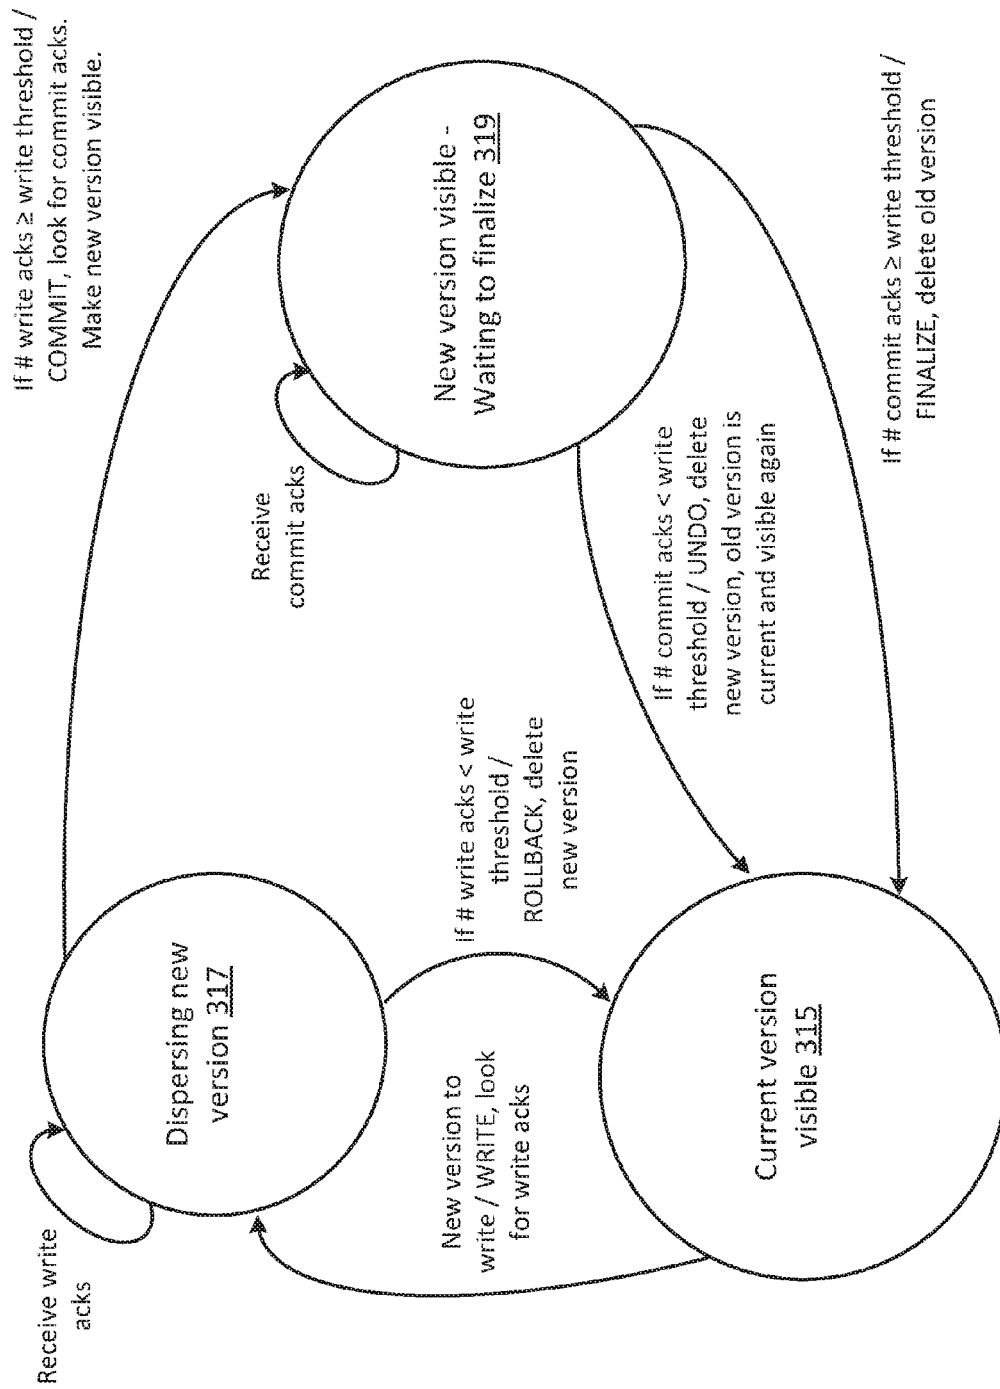 Receive write
acks
Dispersing new
version 317
If # write acks ≥ write threshold /
COMMIT, look for commit acks.
Make new version visible.
Receive
commit acks
New version visible -
Waiting to finalize 319
New version to
write / WRITE, look
for write acks
If # write acks < write
threshold /
ROLLBACK, delete
new version
If # commit acks < write
threshold / UNDO, delete
new version, old version is
current and visible again
Current version
visible 315
If # commit acks ≥ write threshold /
FINALIZE, delete old version